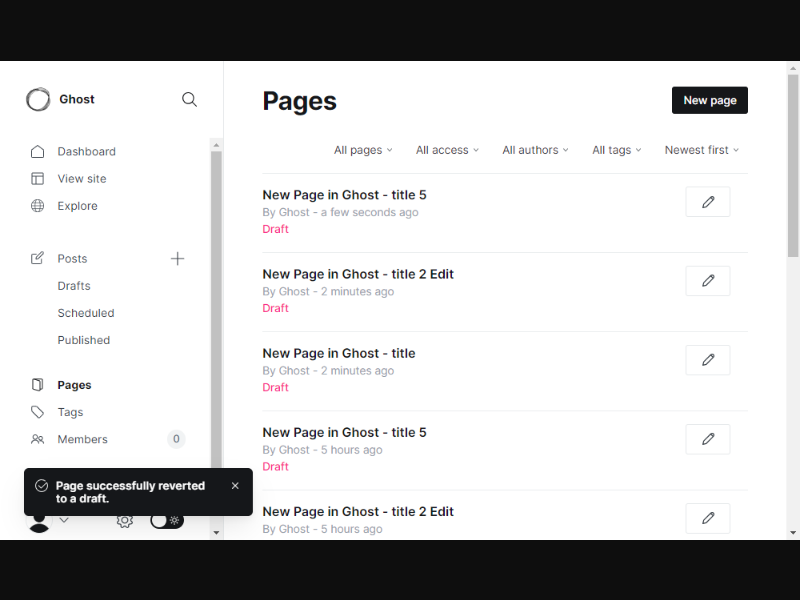 Ghost
Dashboard
View site
Explore
Posts
Drafts
Scheduled
Published
Pages
Tags
Members
0
Page successfully reverted
to a draft.
Pages
New page
All pages
All access
All authors
All tags
Newest first
New Page in Ghost - title 5
By Ghost - a few seconds ago
Draft
New Page in Ghost - title 2 Edit
By Ghost - 2 minutes ago
Draft
New Page in Ghost - title
By Ghost - 2 minutes ago
Draft
New Page in Ghost - title 5
By Ghost - 5 hours ago
Draft
New Page in Ghost - title 2 Edit
By Ghost - 5 hours ago